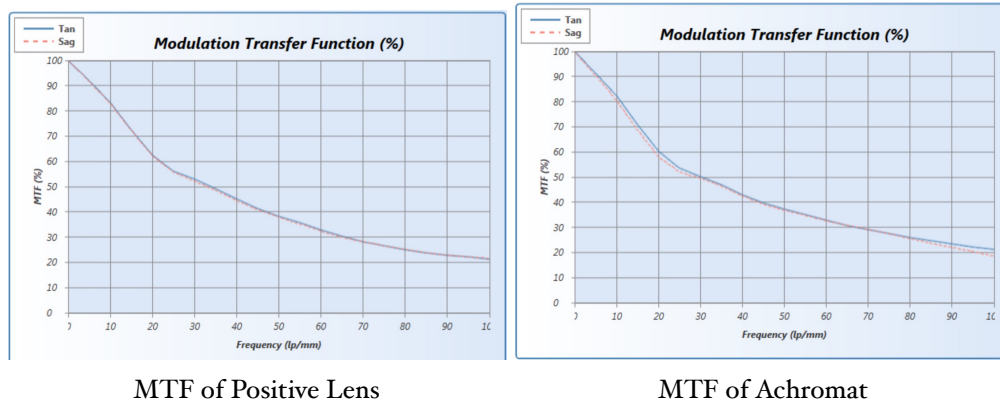 Tan
Sag
Modulation Transfer Function (%)
100
90
80
70
60
50
40
30
20
10
0
MTF (%)
0 10 20 30 40 50 60 70 80 90 10
Frequency (lp/mm)
MTF of Positive Lens
Tan
Sag
Modulation Transfer Function (%)
100
90
80
70
60
50
40
30
20
10
0
MTF (%)
0 10 20 30 40 50 60 70 80 90 10
Frequency (lp/mm)
MTF of Achromat